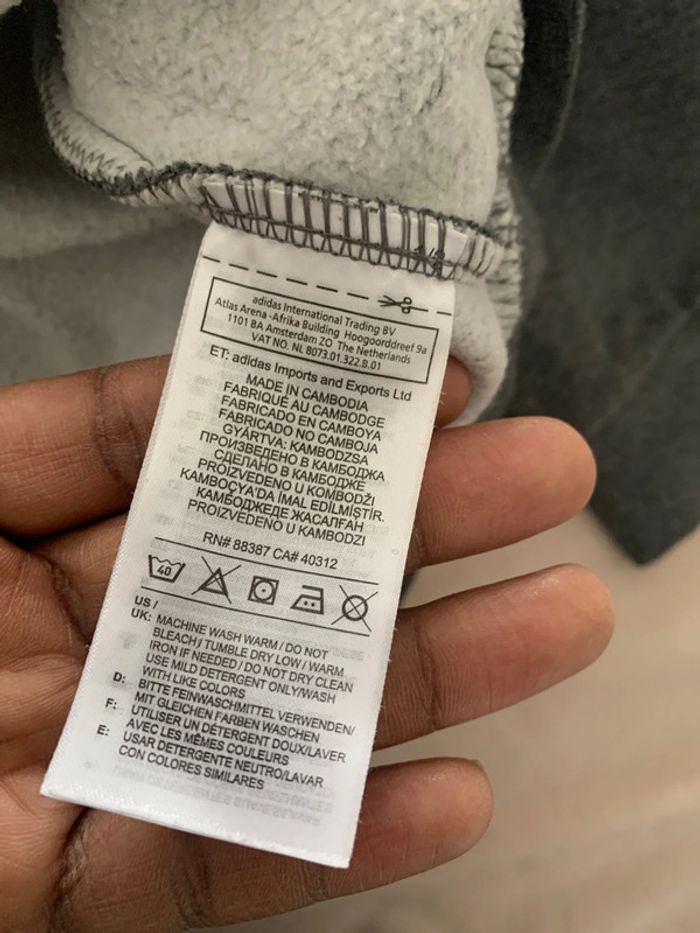 adidas International Trading BV
Atlas Arena -Afrika Building Hoogoorddreef 9a
1101 BA Amsterdam ZO The Netherlands
VAT NO. NL 8073.01.322.B.01
ET: adidas Imports and Exports Ltd
MADE IN CAMBODIA
FABRIQUÉ AU CAMBODGE
FABRICADO EN CAMBOYA
FABRICADO NO CAMBOJA
GYÁRTVA: KAMBODZSA
ПРОИЗВЕДЕНО В КАМБОДЖА
СДЕЛАНО В КАМБОДЖЕ
PROIZVEDENO U KOMBODŽI
KAMBOÇYA'DA İMAL EDİLMİŞTİR.
КАМБОДЖЕДЕ ЖАСАЛҒАН
PROIZVEDENO U KAMBODZI
RN# 88387 CA# 40312
40
US /
UK: MACHINE WASH WARM / DO NOT
BLEACH / TUMBLE DRY LOW / WARM
IRON IF NEEDED / DO NOT DRY CLEAN
USE MILD DETERGENT ONLY/WASH
WITH LIKE COLORS
D: BITTE FEINWASCHMITTEL VERWENDEN/
MIT GLEICHEN FARBEN WASCHEN
F: UTILISER UN DÉTERGENT DOUX/LAVER
AVEC LES MÊMES COULEURS
E: USAR DETERGENTE NEUTRO/LAVAR
CON COLORES SIMILARES